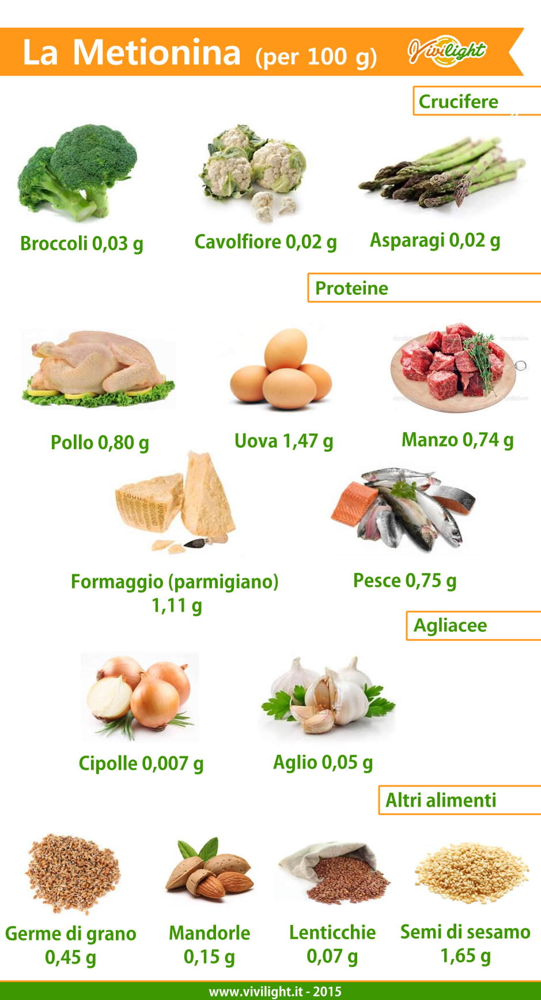 La Metionina (per 100 g)
Vivilight
Crucifere
Broccoli 0,03 g
Cavolfiore 0,02 g
Asparagi 0,02 g
Proteine
Pollo 0,80 g
Uova 1,47 g
Manzo 0,74 g
Formaggio (parmigiano)
1,11 g
Pesce 0,75 g
Agliacee
Cipolle 0,007 g
Aglio 0,05 g
Altri alimenti
Germe di grano
0,45 g
Mandorle
0,15 g
Lenticchie
0,07 g
Semi di sesamo
1,65 g
www.vivilight.it - 2015